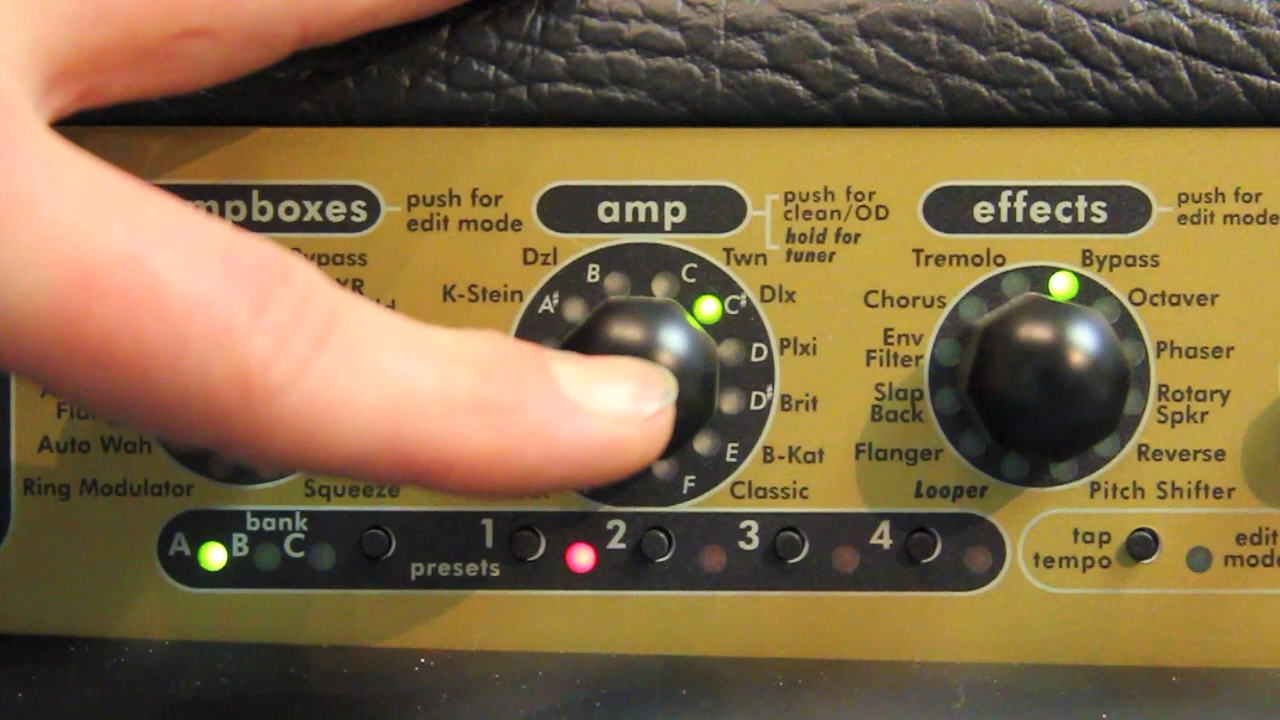 mpboxes
push for
edit mode
amp
push for
clean/OD
hold for
tuner
effects
push for
edit mode
ypass
Dzl
Twn
K-Stein
Dlx
Plxi
Brit
B-Kat
Classic
B
C
A♯
C♯
D
D♯
E
F
Auto Wah
Ring Modulator
Squeeze
Tremolo
Bypass
Chorus
Octaver
Env
Filter
Phaser
Slap
Back
Rotary
Spkr
Flanger
Reverse
Looper
Pitch Shifter
bank
A B C
presets
1 2 3 4
tap
tempo
edit
mode